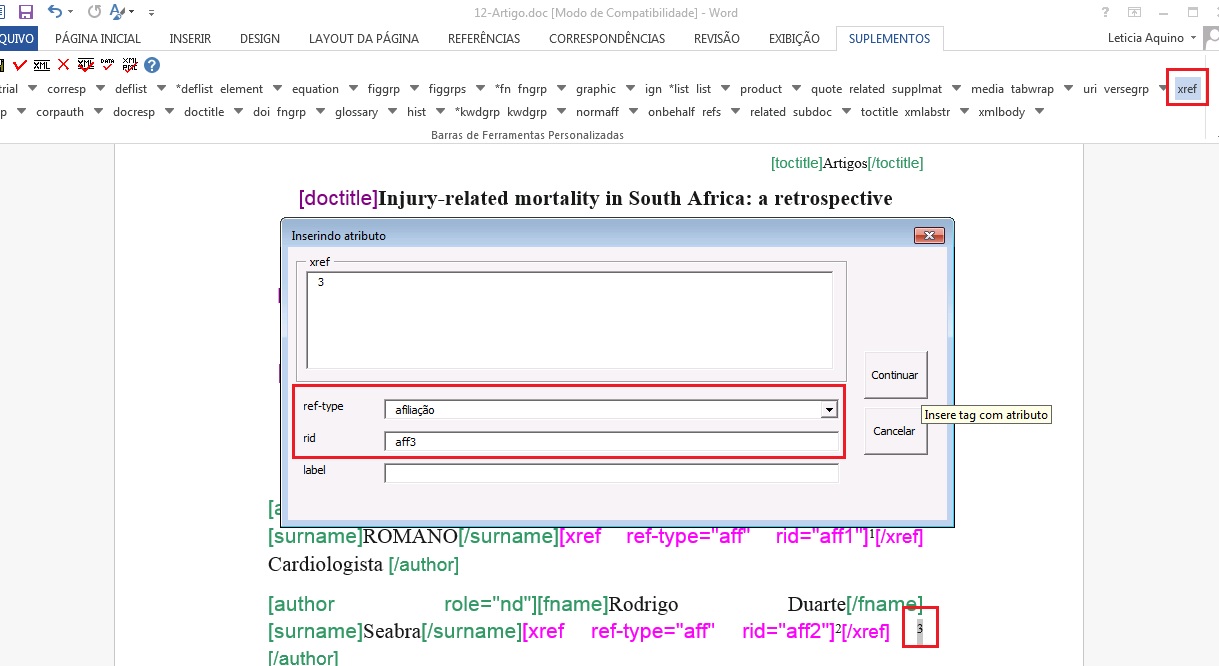 12-Artigo.doc [Modo de Compatibilidade] - Word
QUIVO PÁGINA INICIAL INSERIR DESIGN LAYOUT DA PÁGINA REFERÊNCIAS CORRESPONDÊNCIAS REVISÃO EXIBIÇÃO SUPLEMENTOS Leticia Aquino
XML
trial corresp deflist *deflist element equation figgrp figgrps *fn fngrp graphic ign *list list product quote related supplmat media tabwrap uri versegrp xref
p corpauth docresp doctitle doi fngrp glossary hist *kwdgrp kwdgrp normaff onbehalf refs related subdoc toctitle xmlabstr xmlbody
Barras de Ferramentas Personalizadas
[toctitle]Artigos[/toctitle]
[doctitle]Injury-related mortality in South Africa: a retrospective
Inserindo atributo
xref
3
Continuar
ref-type afiliação
Insere tag com atributo
rid aff3
Cancelar
label
[surname]ROMANO[/surname][xref ref-type="aff" rid="aff1"]1[/xref]
Cardiologista [/author]
[author role="nd"][fname]Rodrigo Duarte[/fname]
[surname]Seabra[/surname][xref ref-type="aff" rid="aff2"]2[/xref] 3
[/author]